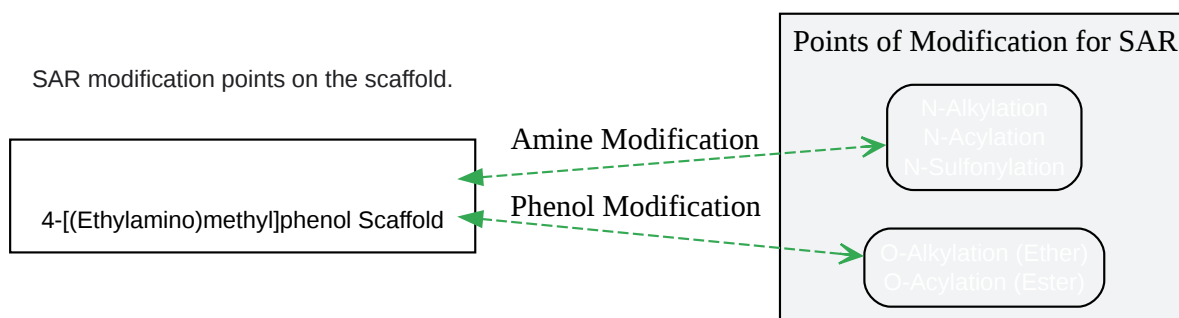 SAR modification points on the scaffold.
4-[(Ethylamino)methyl]phenol Scaffold
Amine Modification
Phenol Modification
Points of Modification for SAR
N-Alkylation
N-Acylation
N-Sulfonylation
O-Alkylation (Ether)
O-Acylation (Ester)